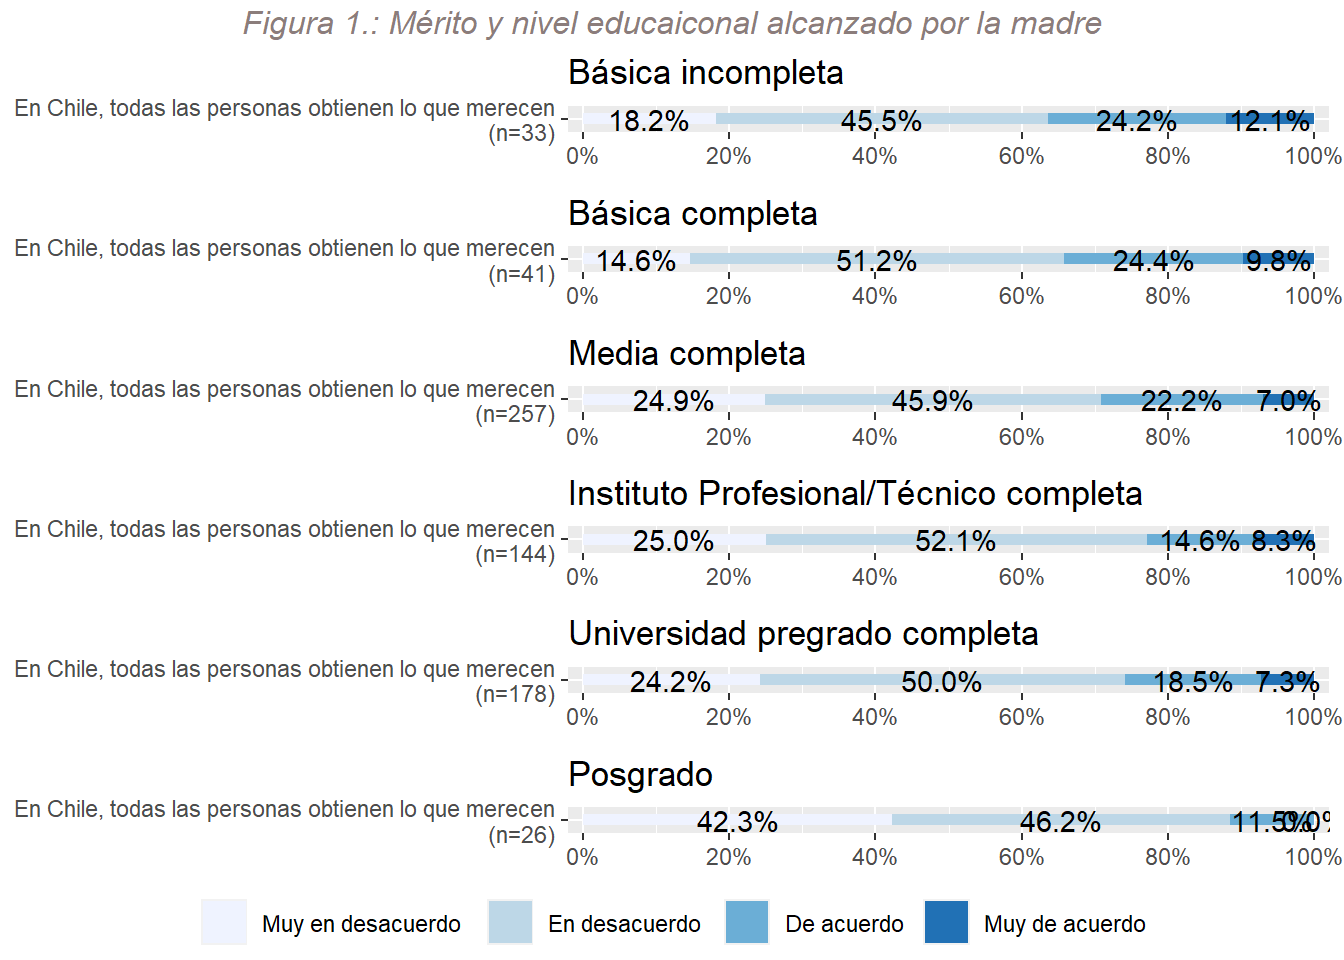 Figura 1.: Mérito y nivel educaiconal alcanzado por la madre
Básica incompleta
En Chile, todas las personas obtienen lo que merecen
(n=33)
18.2% 45.5% 24.2% 12.1%
0% 20% 40% 60% 80% 100%
Básica completa
En Chile, todas las personas obtienen lo que merecen
(n=41)
14.6% 51.2% 24.4% 9.8%
0% 20% 40% 60% 80% 100%
Media completa
En Chile, todas las personas obtienen lo que merecen
(n=257)
24.9% 45.9% 22.2% 7.0%
0% 20% 40% 60% 80% 100%
Instituto Profesional/Técnico completa
En Chile, todas las personas obtienen lo que merecen
(n=144)
25.0% 52.1% 14.6% 8.3%
0% 20% 40% 60% 80% 100%
Universidad pregrado completa
En Chile, todas las personas obtienen lo que merecen
(n=178)
24.2% 50.0% 18.5% 7.3%
0% 20% 40% 60% 80% 100%
Posgrado
En Chile, todas las personas obtienen lo que merecen
(n=26)
42.3% 46.2% 11.5% 0.0%
0% 20% 40% 60% 80% 100%
Muy en desacuerdo En desacuerdo De acuerdo Muy de acuerdo